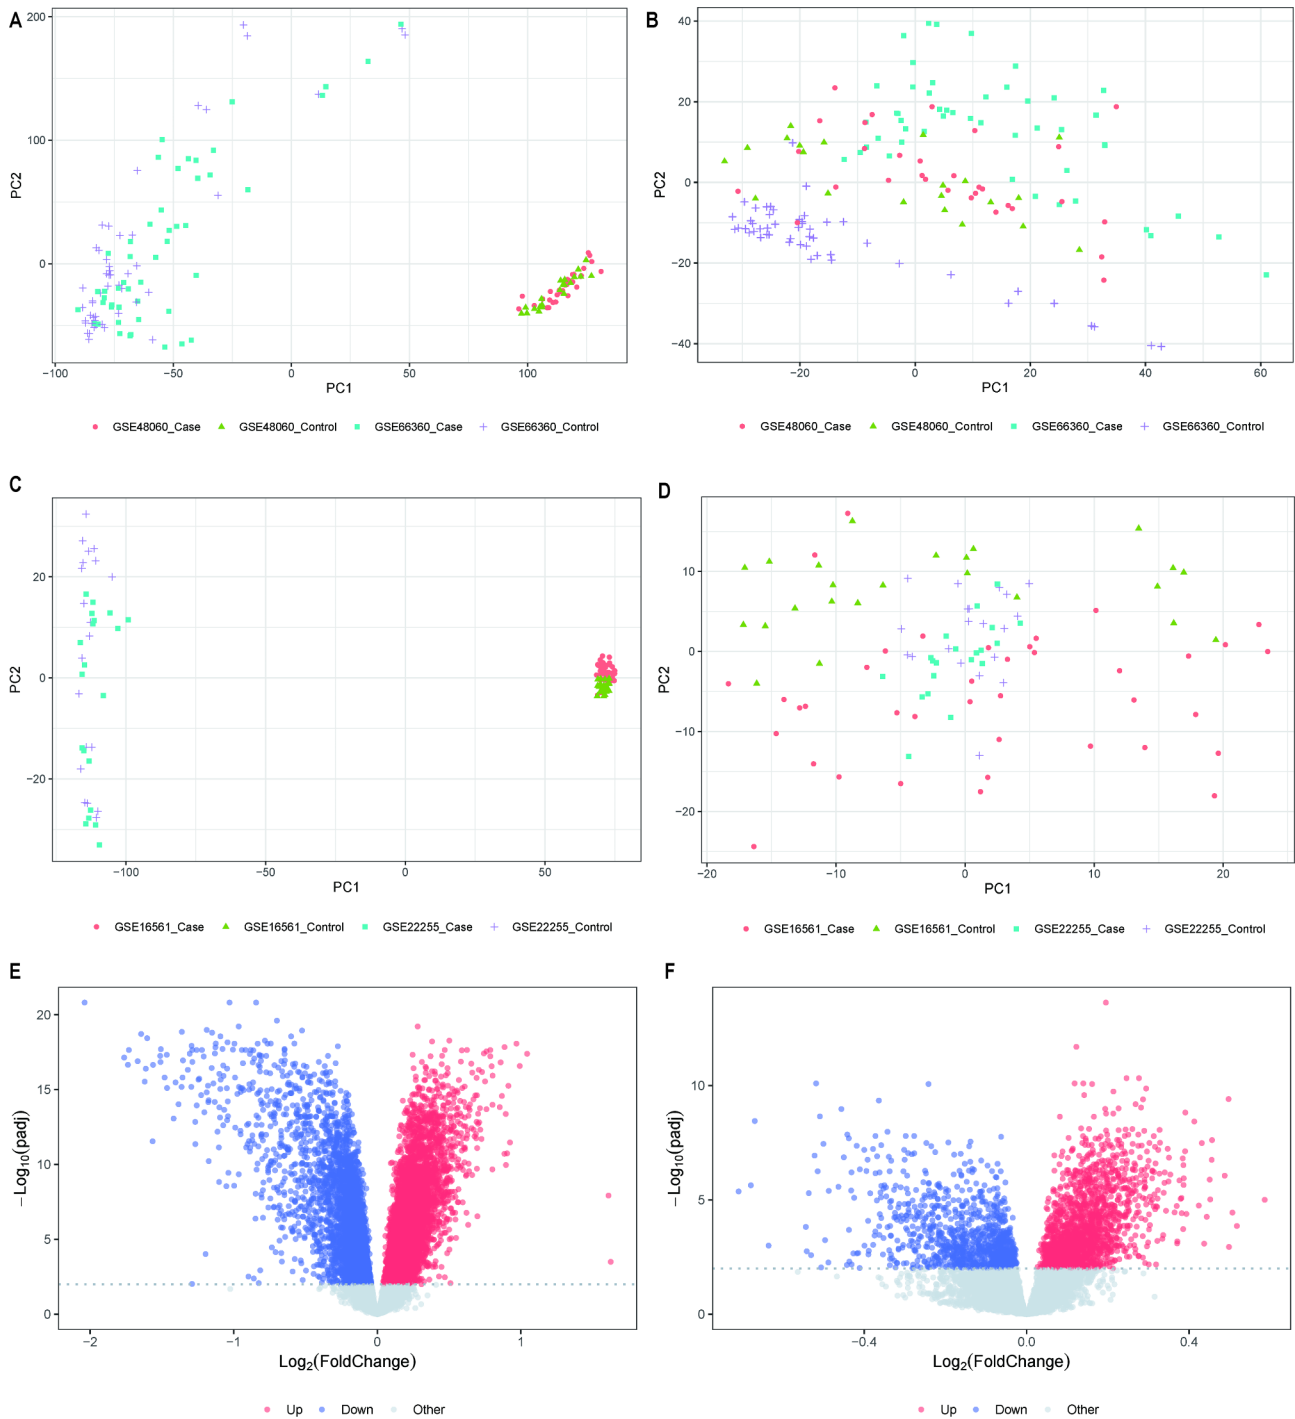 A
200
100
0
PC2
−100
−50
0
50
100
PC1
GSE48060_Case GSE48060_Control GSE66360_Case GSE66360_Control
B
40
20
0
−20
−40
PC2
−20
0
20
40
60
PC1
GSE48060_Case GSE48060_Control GSE66360_Case GSE66360_Control
C
20
0
−20
PC2
−100
−50
0
50
PC1
GSE16561_Case GSE16561_Control GSE22255_Case GSE22255_Control
D
10
0
−10
−20
PC2
−20
−10
0
10
20
PC1
GSE16561_Case GSE16561_Control GSE22255_Case GSE22255_Control
E
20
15
10
5
0
−Log₁₀(padj)
−2
−1
0
1
Log₂(FoldChange)
Up Down Other
F
10
5
0
−Log₁₀(padj)
−0.4
0.0
0.4
Log₂(FoldChange)
Up Down Other